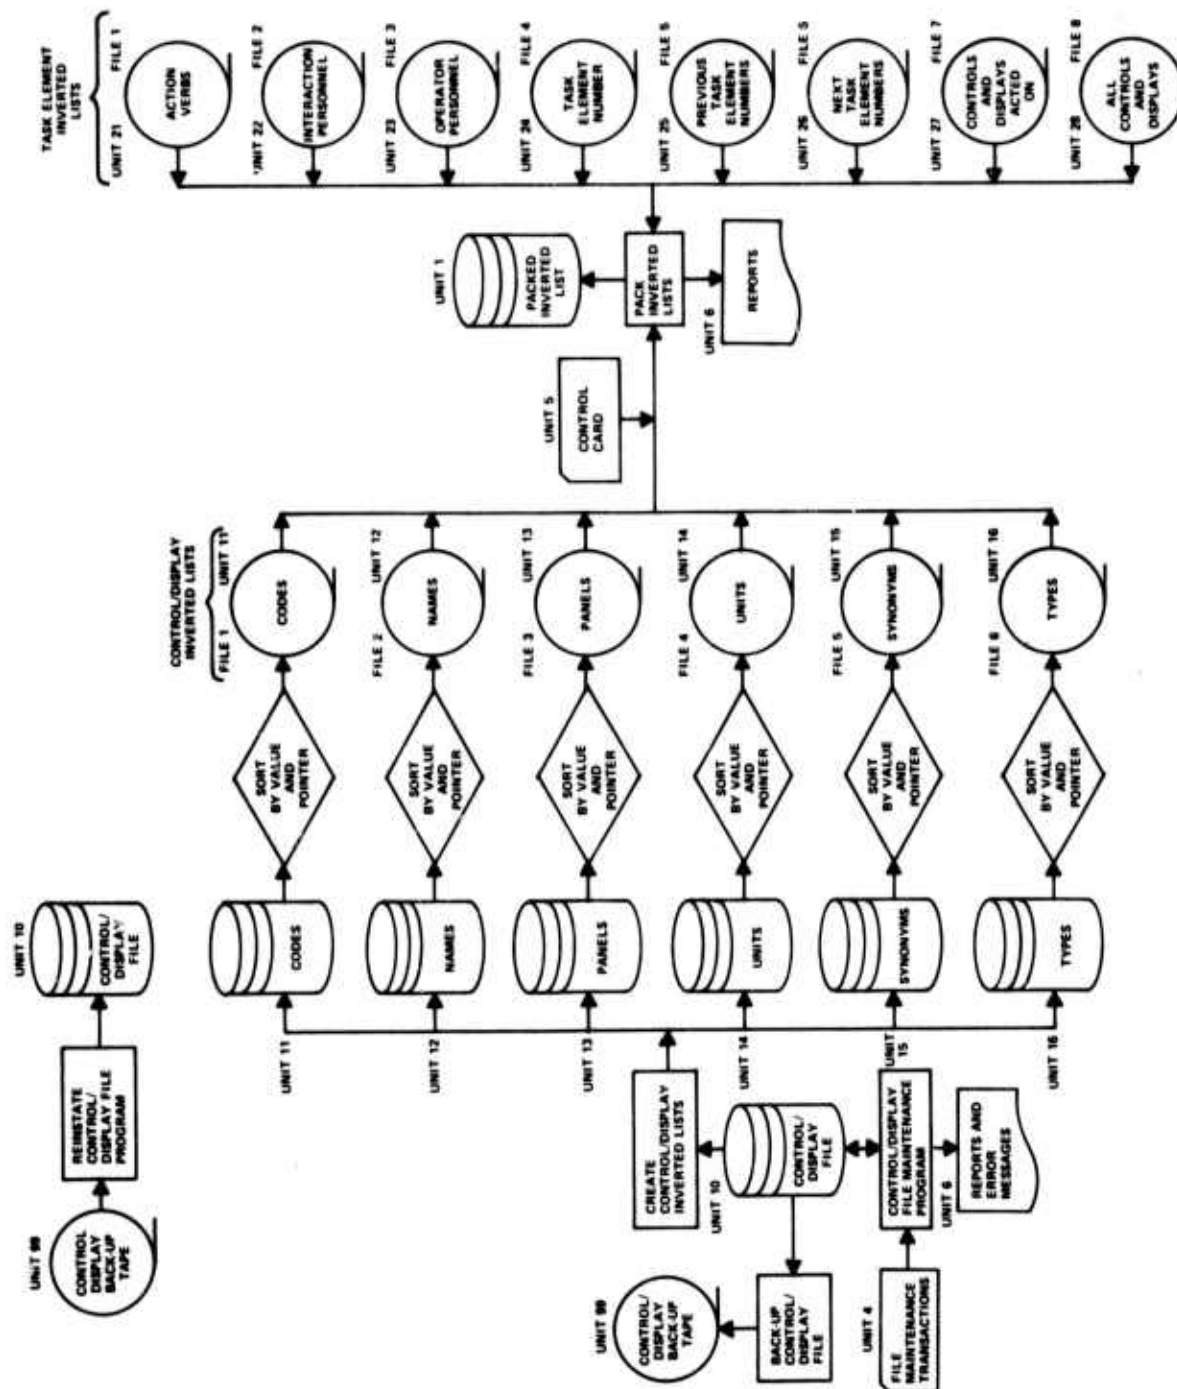 UNIT 99
CONTROL
DISPLAY
BACK-UP
TAPE
REINSTATE
CONTROL/
DISPLAY FILE
PROGRAM
UNIT 10
CONTROL/
DISPLAY
FILE
UNIT 4
FILE
MAINTENANCE
TRANSACTIONS
CONTROL/DISPLAY
FILE MAINTENANCE
PROGRAM
UNIT 6
REPORTS AND
ERROR
MESSAGES
UNIT 10
CONTROL/
DISPLAY
FILE
BACK-UP
CONTROL/
DISPLAY
FILE
UNIT 99
CONTROL/
DISPLAY
BACK-UP
TAPE
CREATE
CONTROL/DISPLAY
INVERTED LISTS
UNIT 11
CODES
UNIT 12
NAMES
UNIT 13
PANELS
UNIT 14
UNITS
UNIT
15
SYNONYMS
UNIT 16
TYPES
SORT
BY VALUE
AND
POINTER
SORT
BY VALUE
AND
POINTER
SORT
BY VALUE
AND
POINTER
SORT
BY VALUE
AND
POINTER
SORT
BY VALUE
AND
POINTER
SORT
BY VALUE
AND
POINTER
CONTROL/DISPLAY
INVERTED LISTS
FILE 1
UNIT 11
CODES
FILE 2
UNIT 12
NAMES
FILE 3
UNIT 13
PANELS
FILE 4
UNIT 14
UNITS
FILE 5
UNIT 15
SYNONYMS
FILE 6
UNIT 16
TYPES
UNIT 5
CONTROL
CARD
UNIT 1
PACKED
INVERTED
LIST
PACK
INVERTED
LISTS
UNIT 6
REPORTS
TASK ELEMENT
INVERTED
LISTS
UNIT 21
FILE 1
ACTION
VERBS
UNIT 22
FILE 2
INTERACTION
PERSONNEL
UNIT 23
FILE 3
OPERATOR
PERSONNEL
UNIT 24
FILE 4
TASK
ELEMENT
NUMBER
UNIT 25
FILE 5
PREVIOUS
TASK
ELEMENT
NUMBERS
UNIT 26
FILE 5
NEXT TASK
ELEMENT
NUMBERS
UNIT 27
FILE 7
CONTROLS
AND
DISPLAYS
ACTED
ON
UNIT 28
FILE 8
ALL
CONTROLS
AND
DISPLAYS